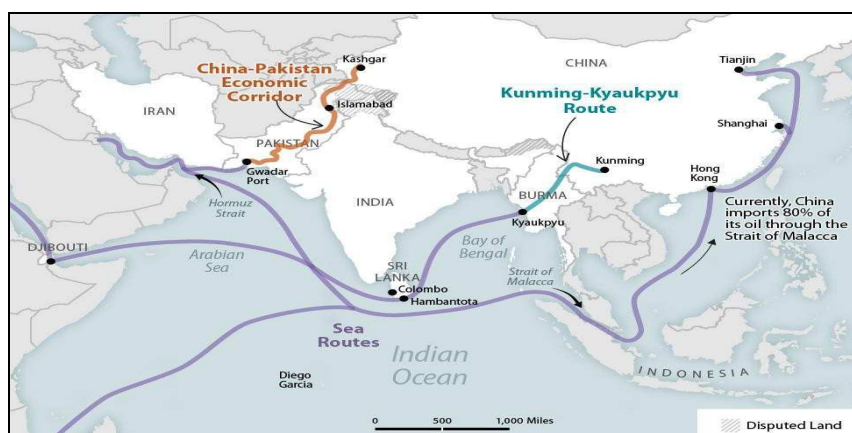 Kashgar
CHINA
Tianjin
China-Pakistan
Economic
Corridor
Kunming-Kyaukpyu
Route
IRAN
Islamabad
Shanghai
PAKISTAN
Kunming
Gwadar
Port
Hong
Kong
Hormuz
Strait
INDIA
BURMA
Kyaukpyu
Currently, China
imports 80% of
its oil through the
Strait of Malacca
DJIBOUTI
Arabian
Sea
Bay of
Bengal
SRI
LANKA
Colombo
Hambantota
Strait of
Malacca
Sea
Routes
Indian
Ocean
Diego
Garcia
INDONESIA
0 500 1,000 Miles
Disputed Land